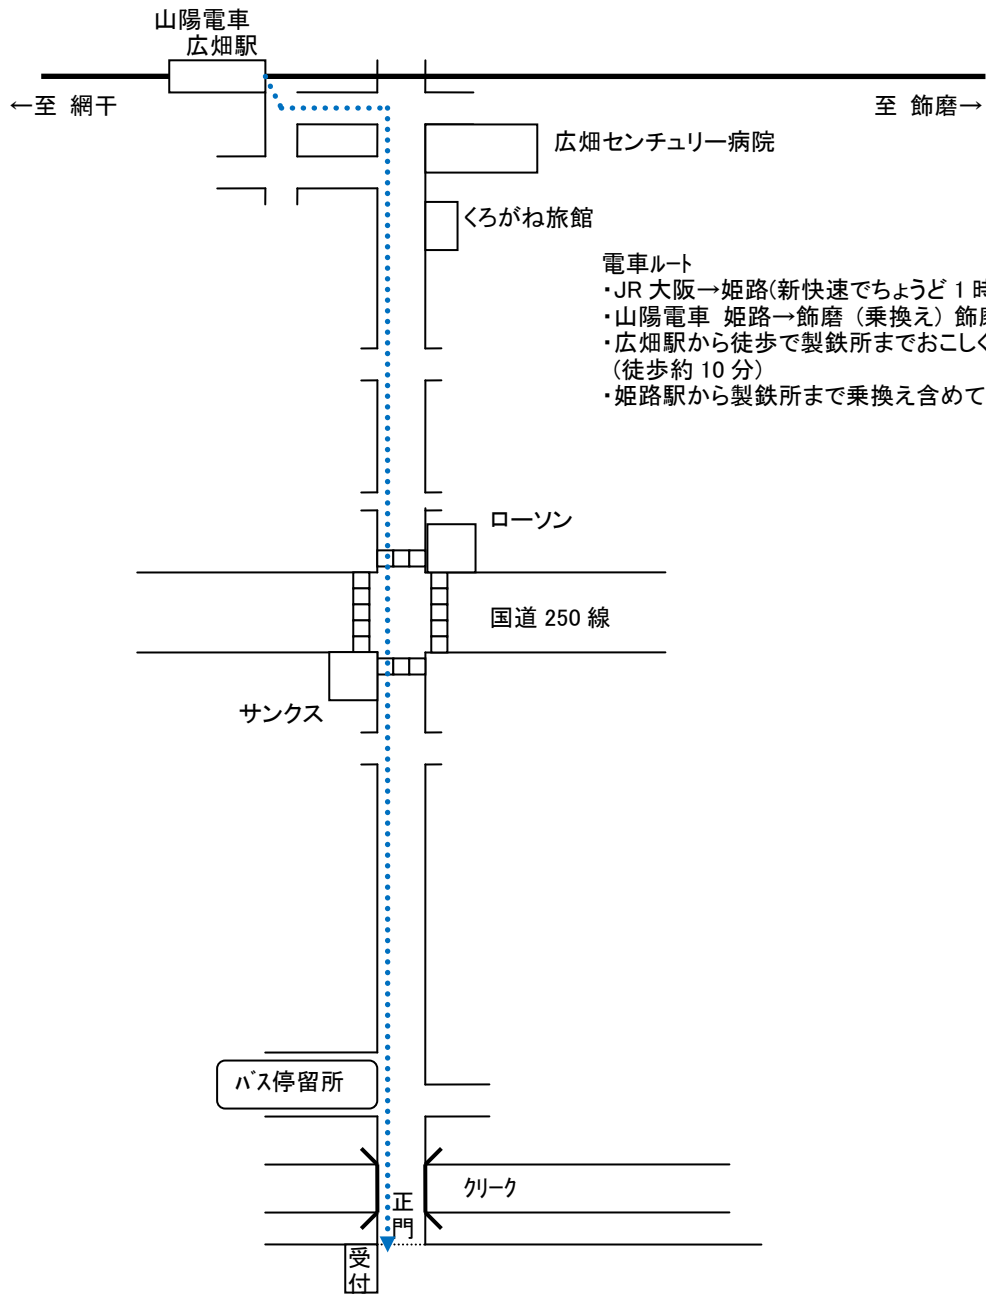 山陽電車
広畑駅
←至 網干
至 飾磨→
広畑センチュリー病院
くろがね旅館
電車ルート
・JR 大阪→姫路(新快速でちょうど 1 時
・山陽電車 姫路→飾磨 (乗換え) 飾磨
・広畑駅から徒歩で製鉄所までおこしく
(徒歩約 10 分)
・姫路駅から製鉄所まで乗換え含めて
ローソン
国道 250 線
サンクス
バス停留所
クリーク
正門
受付